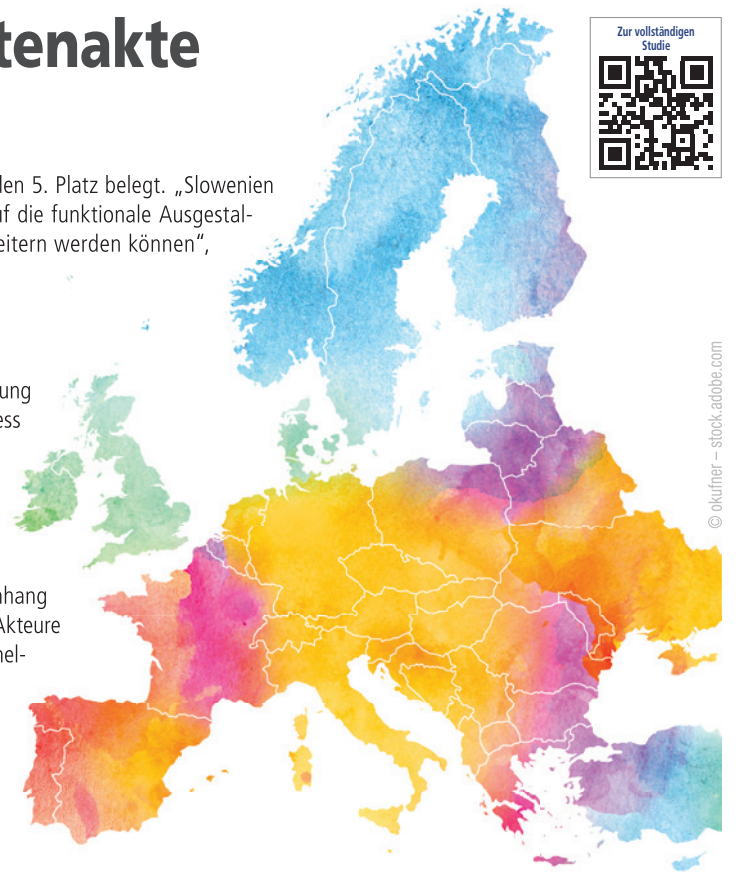 tenakte
Zur vollständigen
Studie
den 5. Platz belegt. „Slowenien
uf die funktionale Ausgestal-
eitern werden können“,
ung
ess
© okufner – stock.adobe.com
nhang
Akteure
nel-